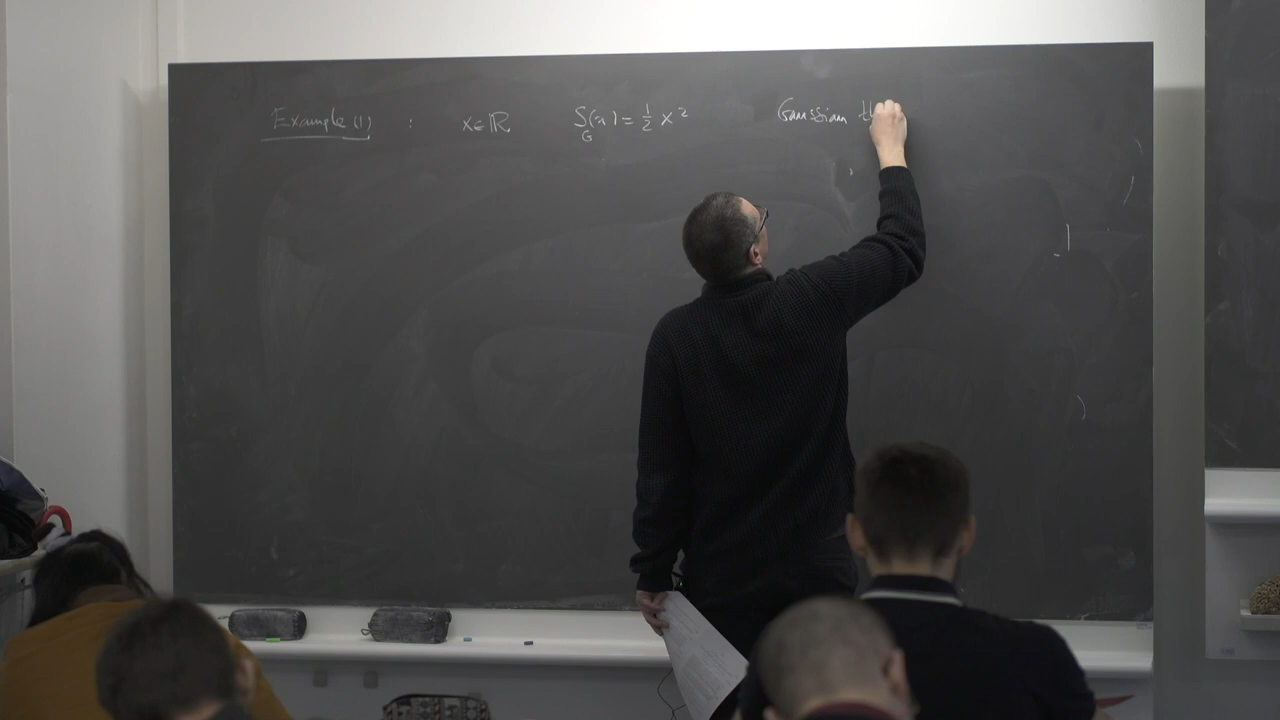 Example (1) : x∈ℝ S_G(x) = 1/2 x² Gaussian